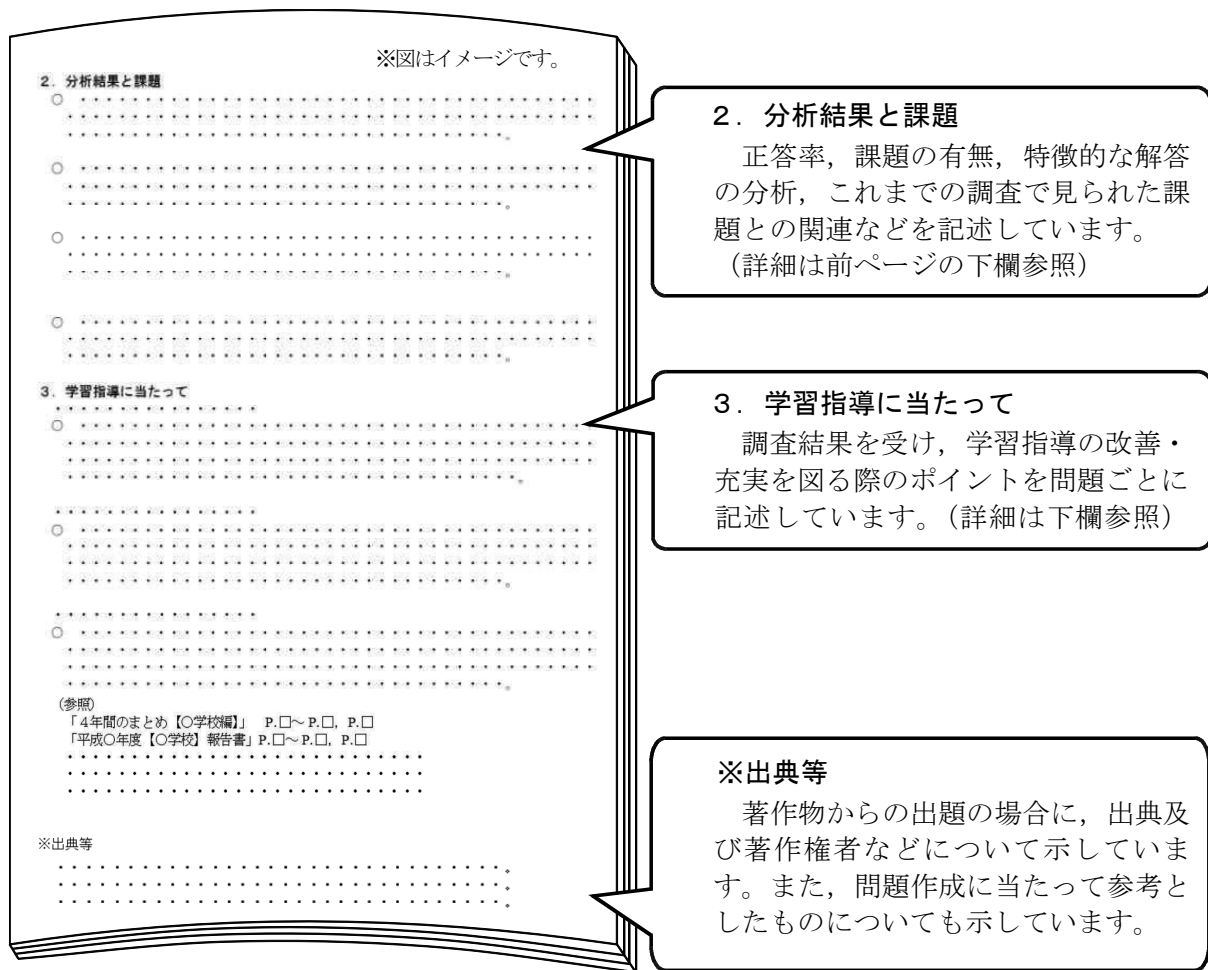 ※図はイメージです。
2.分析結果と課題
○
○
○
○
3.学習指導に当たって
○
○
○
(参照)
「4年間のまとめ【○学校編】」 P.□～P.□,P.□
「平成○年度【○学校】報告書」P.□～P.□,P.□
※出典等
2.分析結果と課題
正答率,課題の有無,特徴的な解答
の分析,これまでの調査で見られた課
題との関連などを記述しています。
(詳細は前ページの下欄参照)
3.学習指導に当たって
調査結果を受け,学習指導の改善・
充実を図る際のポイントを問題ごとに
記述しています。(詳細は下欄参照)
※出典等
著作物からの出題の場合に,出典及
び著作権者などについて示していま
す。また,問題作成に当たって参考と
したものについても示しています。